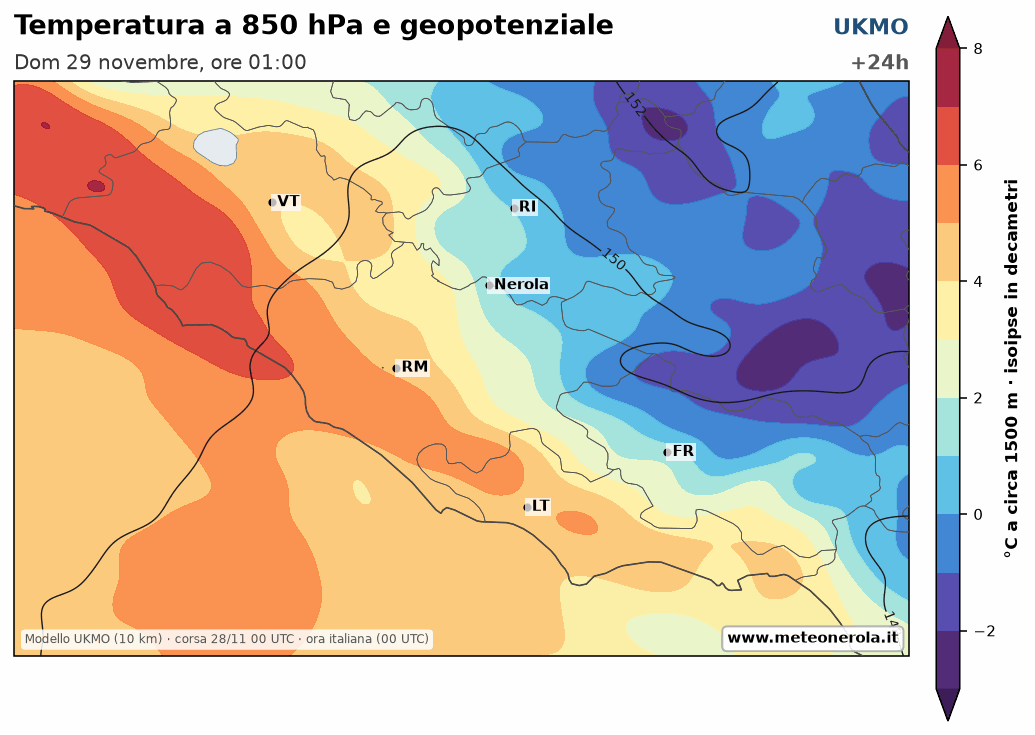 Temperatura a 850 hPa e geopotenziale
UKMO
Dom 29 novembre, ore 01:00
+24h
152
VT
RI
150
Nerola
RM
FR
LT
Modello UKMO (10 km) · corsa 28/11 00 UTC · ora italiana (00 UTC)
www.meteonerola.it
8
6
4
2
0
−2
°C a circa 1500 m · isoipse in decametri